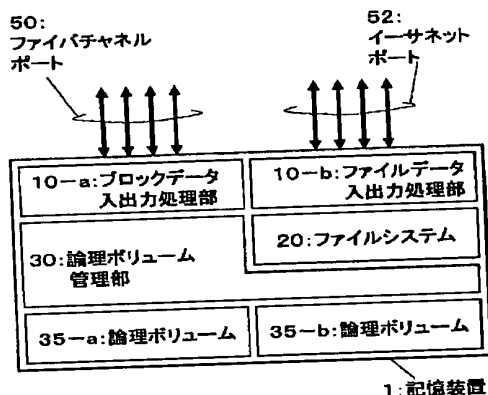 50:
ファイバチャネル
ポート
52:
イーサネット
ポート
10-a:ブロックデータ
入出力処理部
10-b:ファイルデータ
入出力処理部
30:論理ボリューム
管理部
20:ファイルシステム
35-a:論理ボリューム
35-b:論理ボリューム
1:記憶装置